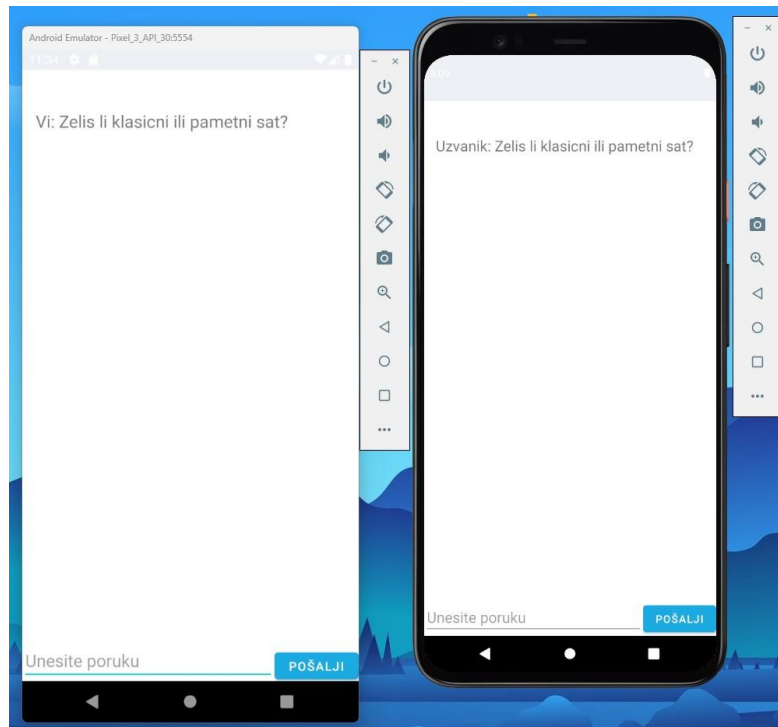 Android Emulator - Pixel_3_API_30:5554
11:34
Vi: Zelis li klasicni ili pametni sat?
Unesite poruku
POŠALJI
Uzvanik: Zelis li klasicni ili pametni sat?
Unesite poruku
POŠALJI